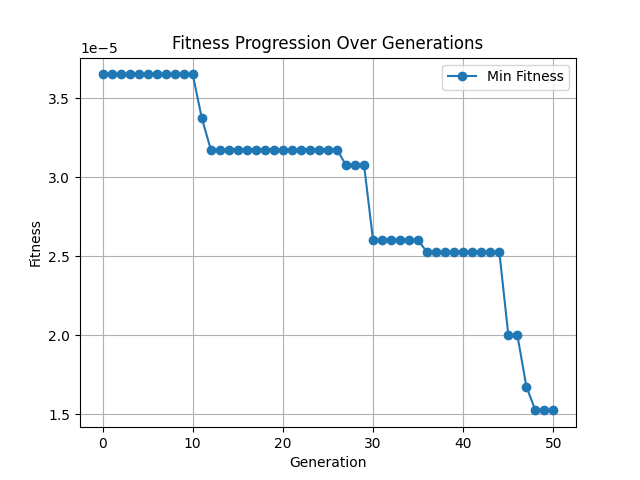 Fitness Progression Over Generations
1e−5
Min Fitness
3.5
3.0
2.5
2.0
1.5
Fitness
0 10 20 30 40 50
Generation